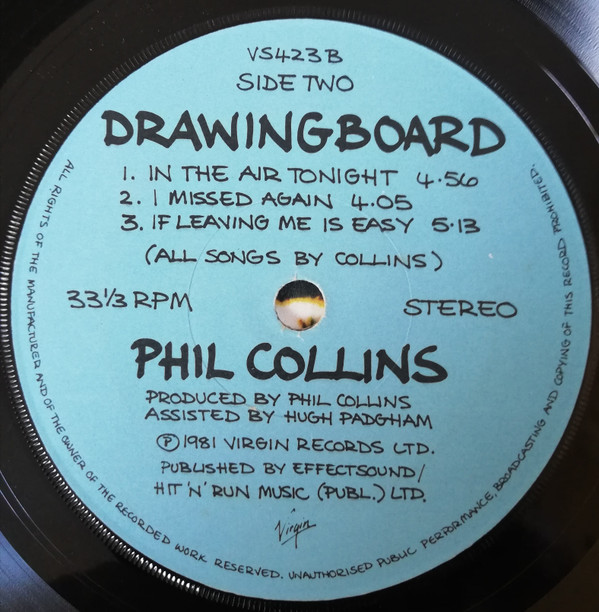 VS423B
SIDE TWO
DRAWINGBOARD
1. IN THE AIR TONIGHT 4.56
2. I MISSED AGAIN 4.05
3. IF LEAVING ME IS EASY 5.13
(ALL SONGS BY COLLINS)
33⅓ RPM
STEREO
PHIL COLLINS
PRODUCED BY PHIL COLLINS
ASSISTED BY HUGH PADGHAM
Ⓟ1981 VIRGIN RECORDS LTD.
PUBLISHED BY EFFECTSOUND/
HIT 'N' RUN MUSIC (PUBL.) LTD.
Virgin
ALL RIGHTS OF THE MANUFACTURER AND OF THE OWNER OF THE RECORDED WORK RESERVED. UNAUTHORISED PUBLIC PERFORMANCE, BROADCASTING AND COPYING OF THIS RECORD PROHIBITED.